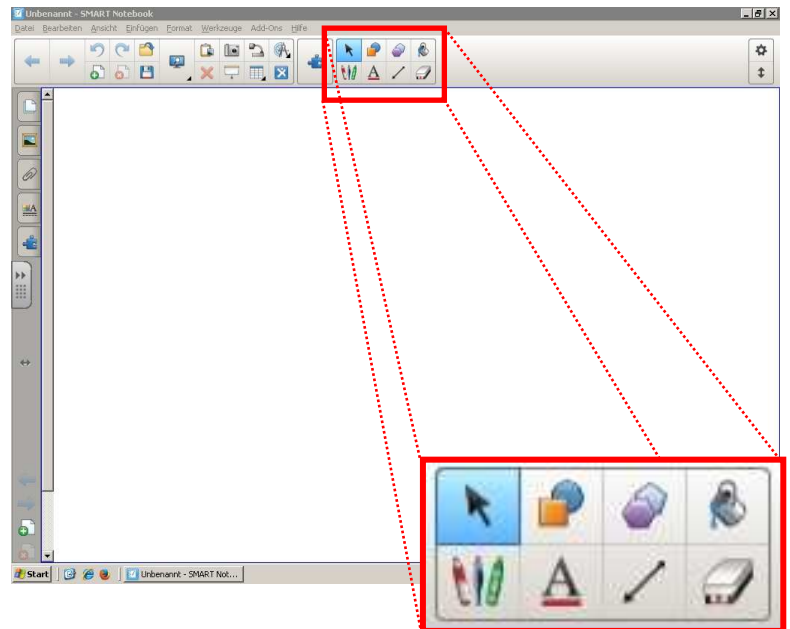 Unbenannt - SMART Notebook
Datei Bearbeiten Ansicht Einfügen Format Werkzeuge Add-Ons Hilfe
A
A
A
Start Unbenannt - SMART Not...
A